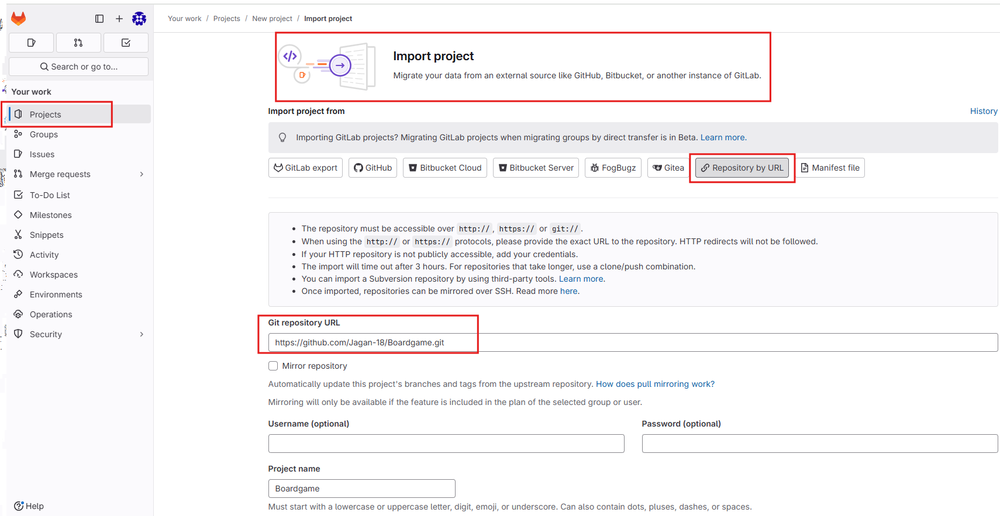 Your work / Projects / New project / Import project
Search or go to...
Your work
Projects
Groups
Issues
Merge requests
To-Do List
Milestones
Snippets
Activity
Workspaces
Environments
Operations
Security
Help
Import project
Migrate your data from an external source like GitHub, Bitbucket, or another instance of GitLab.
Import project from
History
Importing GitLab projects? Migrating GitLab projects when migrating groups by direct transfer is in Beta. Learn more.
GitLab export GitHub Bitbucket Cloud Bitbucket Server FogBugz Gitea Repository by URL Manifest file
• The repository must be accessible over http://, https:// or git://.
• When using the http:// or https:// protocols, please provide the exact URL to the repository. HTTP redirects will not be followed.
• If your HTTP repository is not publicly accessible, add your credentials.
• The import will time out after 3 hours. For repositories that take longer, use a clone/push combination.
• You can import a Subversion repository by using third-party tools. Learn more.
• Once imported, repositories can be mirrored over SSH. Read more here.
Git repository URL
https://github.com/Jagan-18/Boardgame.git
Mirror repository
Automatically update this project's branches and tags from the upstream repository. How does pull mirroring work?
Mirroring will only be available if the feature is included in the plan of the selected group or user.
Username (optional) Password (optional)
Project name
Boardgame
Must start with a lowercase or uppercase letter, digit, emoji, or underscore. Can also contain dots, pluses, dashes, or spaces.